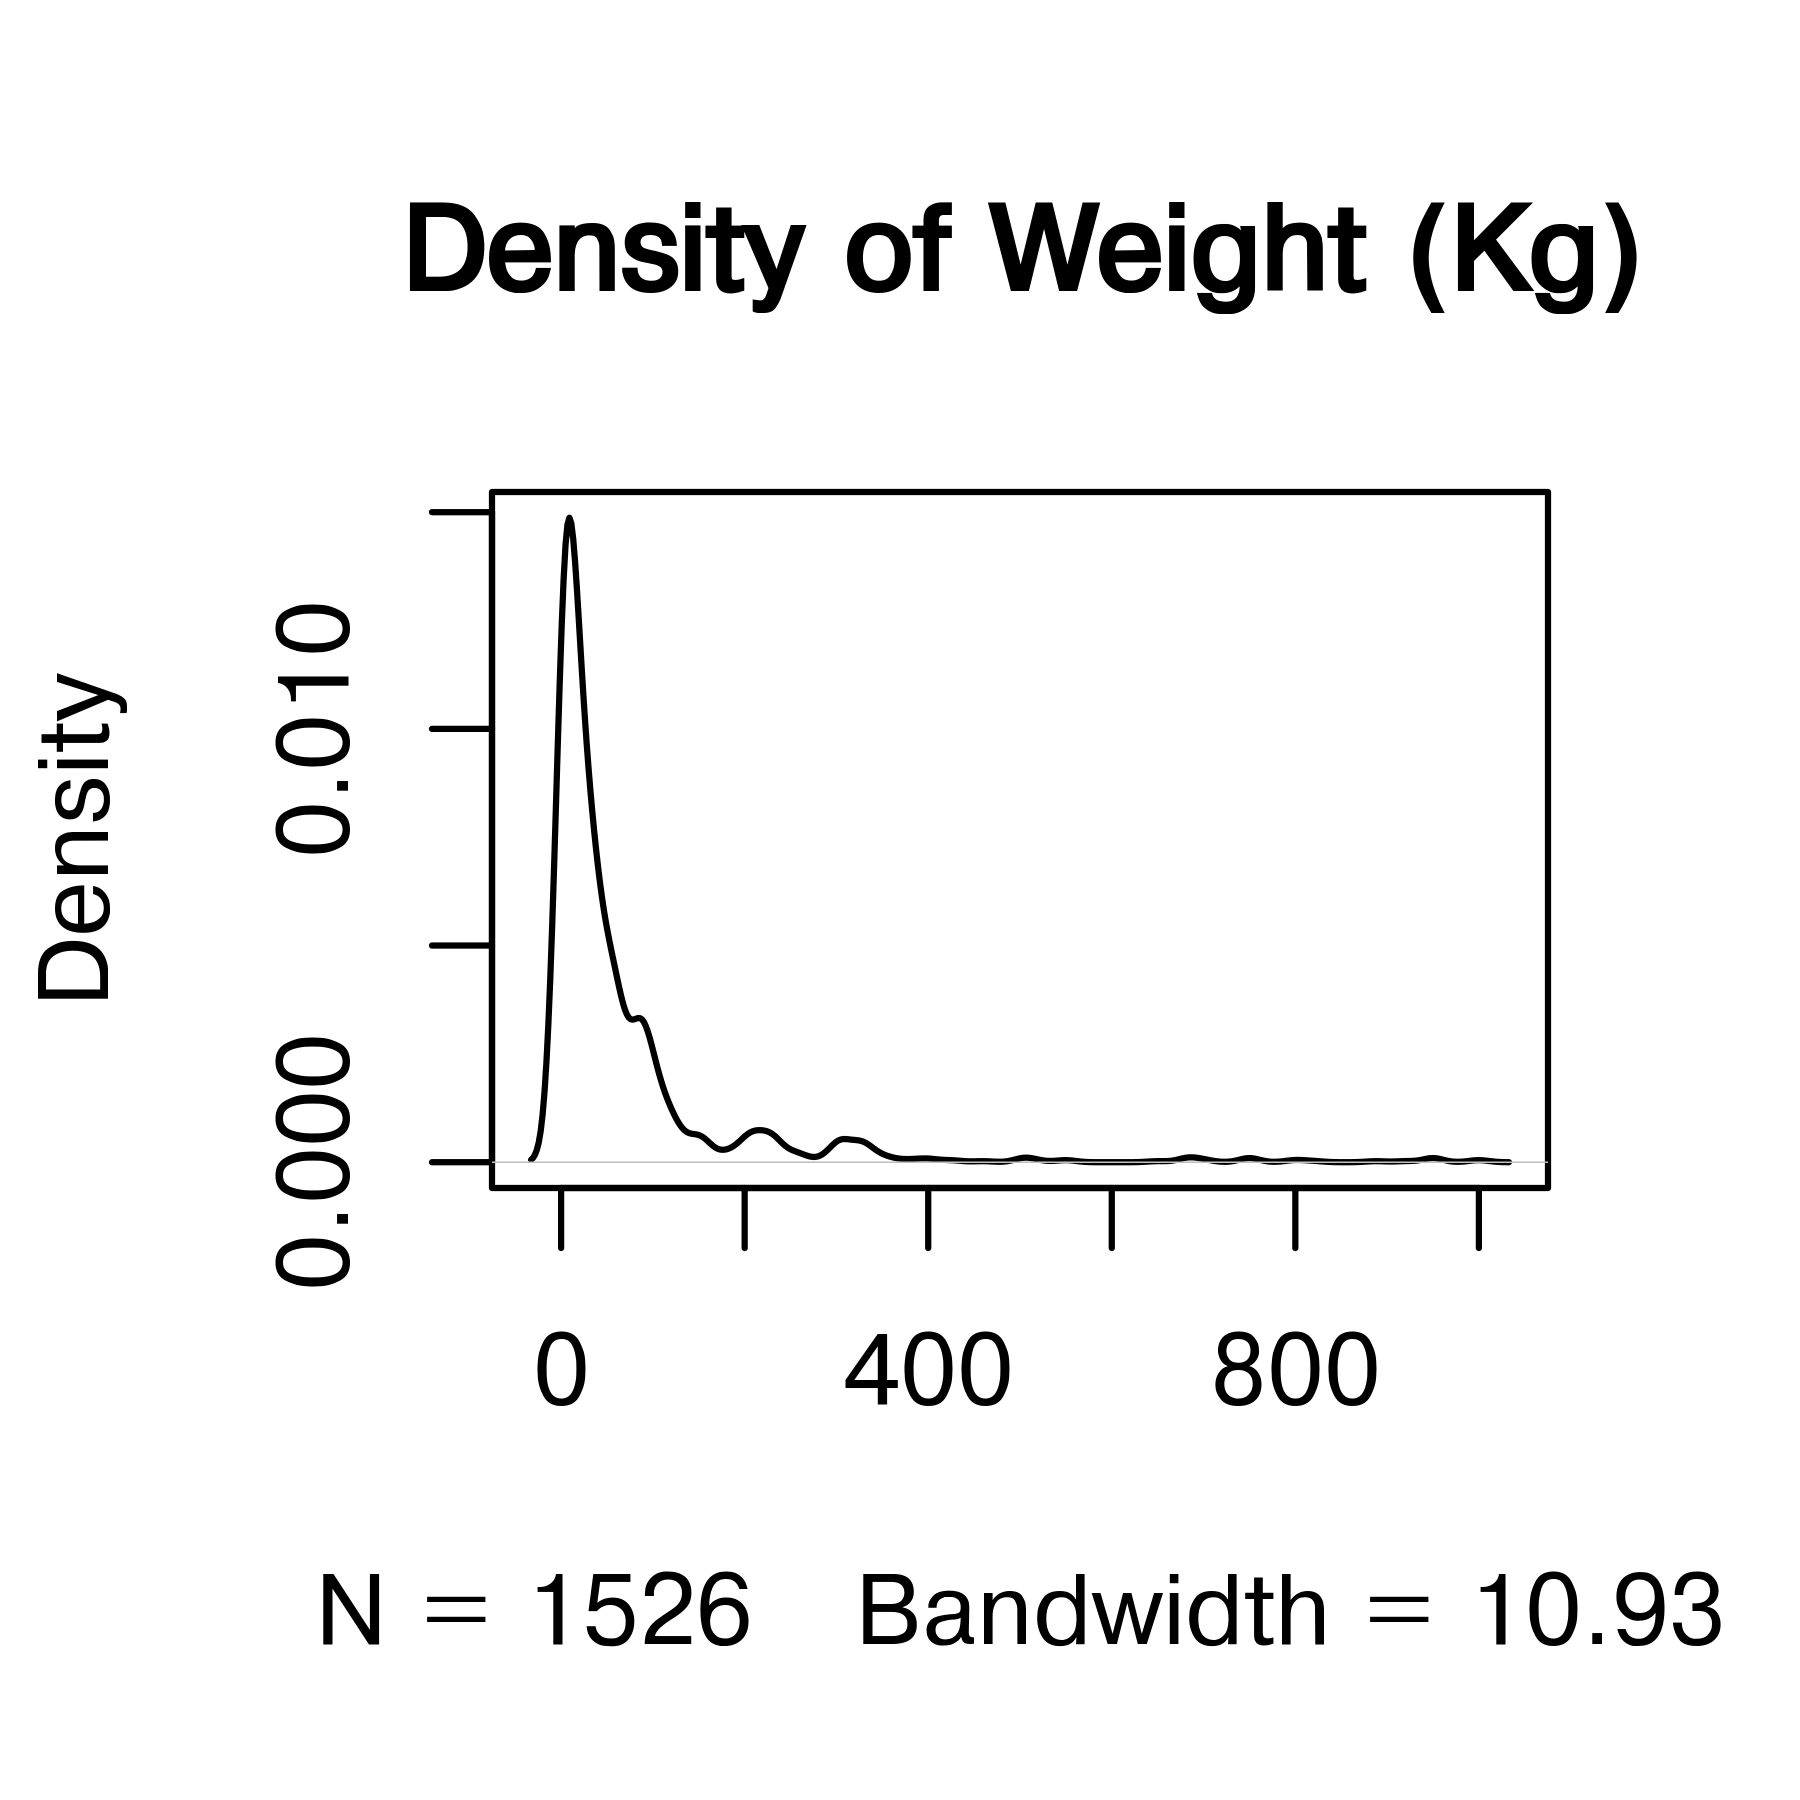 Density of Weight (Kg)
Density
0.010
0.000
0 400 800
N = 1526 Bandwidth = 10.93